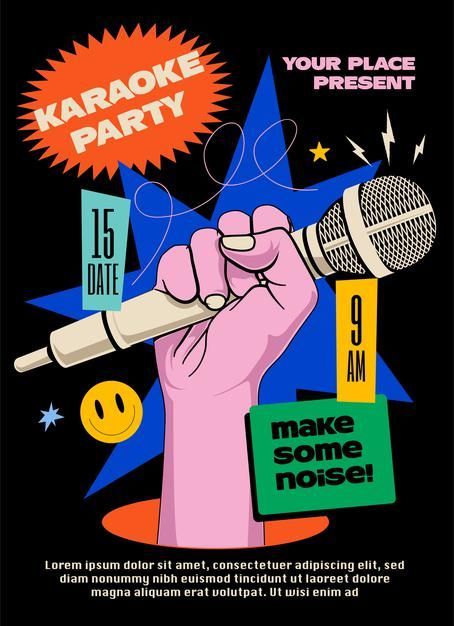 KARAOKE
PARTY
YOUR PLACE
PRESENT
15
DATE
9
AM
make
some
noise!
Lorem ipsum dolor sit amet, consectetuer adipiscing elit, sed
diam nonummy nibh euismod tincidunt ut laoreet dolore
magna aliquam erat volutpat. Ut wisi enim ad